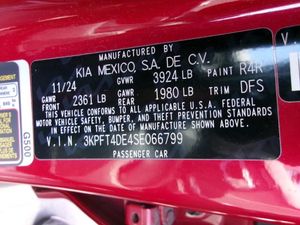 MANUFACTURED BY
KIA MEXICO, S.A. DE C.V.
11/24 GVWR 3924 LB PAINT R4R
GAWR FRONT 2361 LB GAWR REAR 1980 LB TRIM DFS
THIS VEHICLE CONFORMS TO ALL APPLICABLE U.S.A. FEDERAL
MOTOR VEHICLE SAFETY, BUMPER, AND THEFT PREVENTION STANDARDS
IN EFFECT ON THE DATE OF MANUFACTURE SHOWN ABOVE.
V.I.N. 3KPFT4DE4SE066799
PASSENGER CAR
G500
V